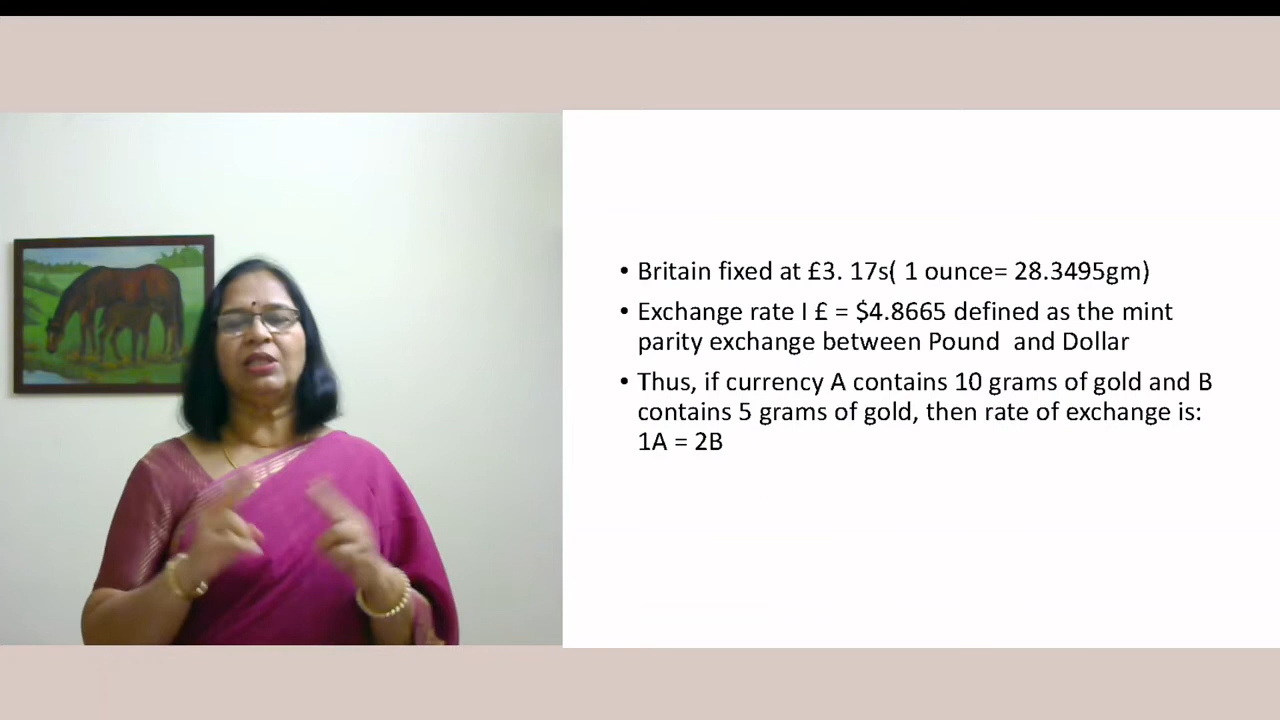 • Britain fixed at £3. 17s( 1 ounce= 28.3495gm)
• Exchange rate I £ = $4.8665 defined as the mint
parity exchange between Pound  and Dollar
• Thus, if currency A contains 10 grams of gold and B
contains 5 grams of gold, then rate of exchange is:
1A = 2B